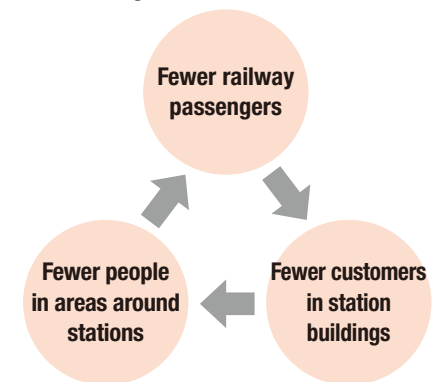 Fewer railway
passengers
Fewer customers
in station
buildings
Fewer people
in areas around
stations